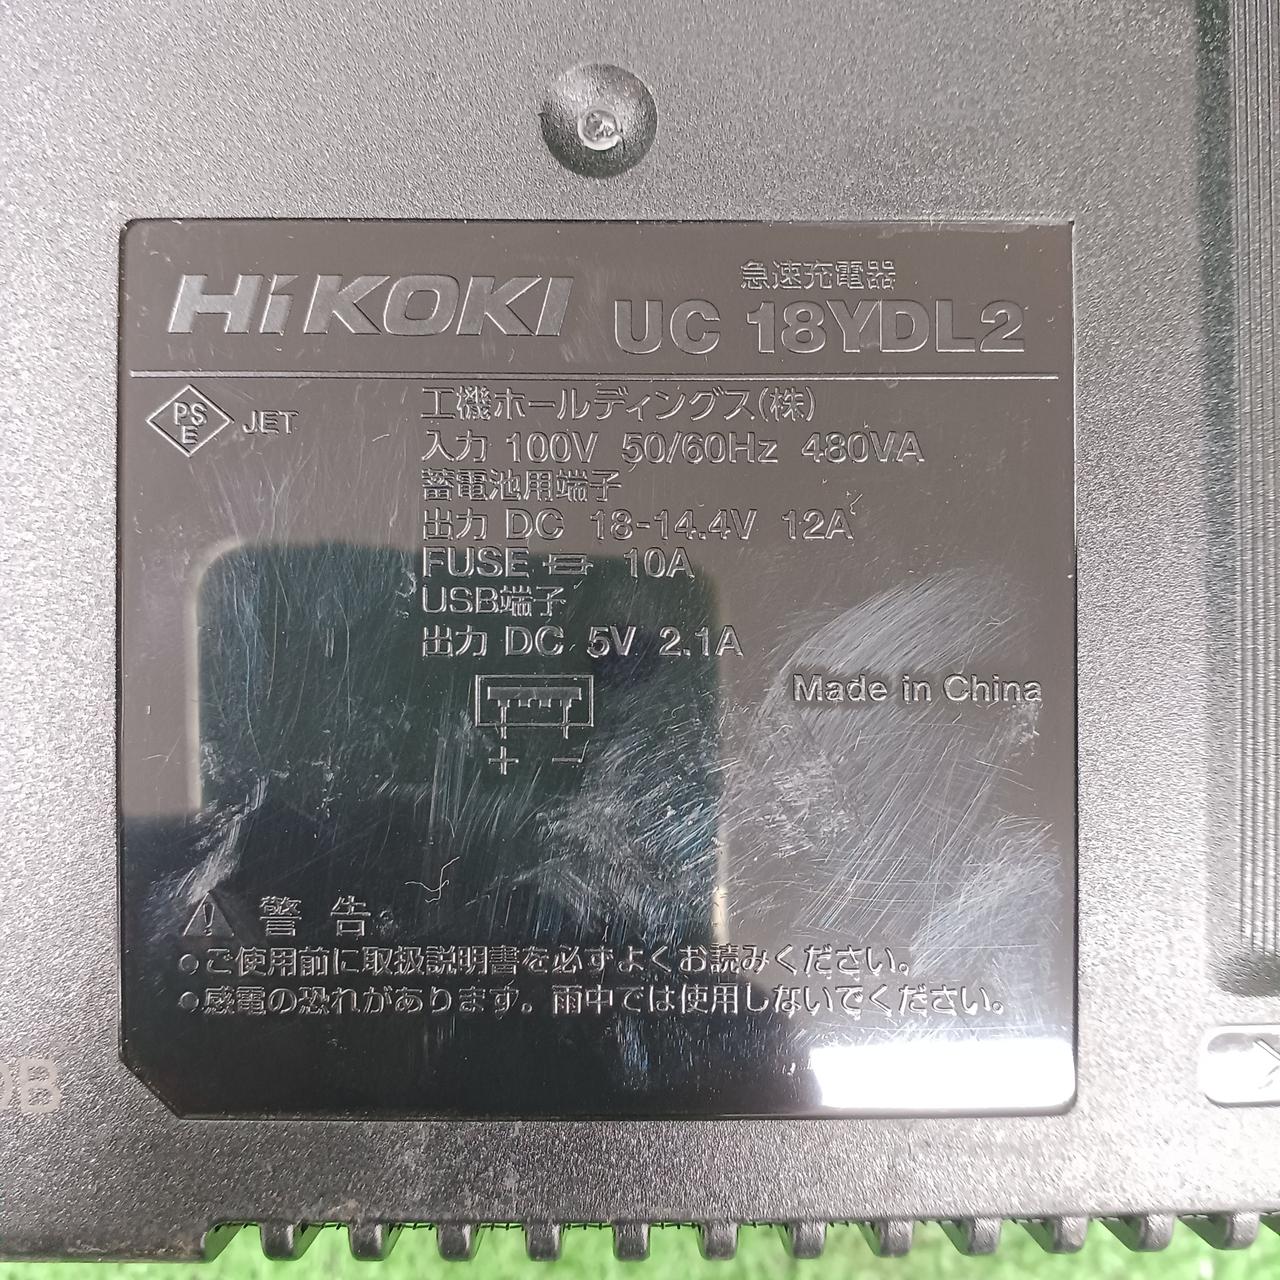 HiKOKI
急速充電器
UC 18YDL2
PSE JET
工機ホールディングス(株)
入力 100V 50/60Hz 480VA
蓄電池用端子
出力 DC 18-14.4V 12A
FUSE 10A
USB端子
出力 DC 5V 2.1A
Made in China
+ −
警告
●ご使用前に取扱説明書を必ずよくお読みください。
●感電の恐れがあります。雨中では使用しないでください。